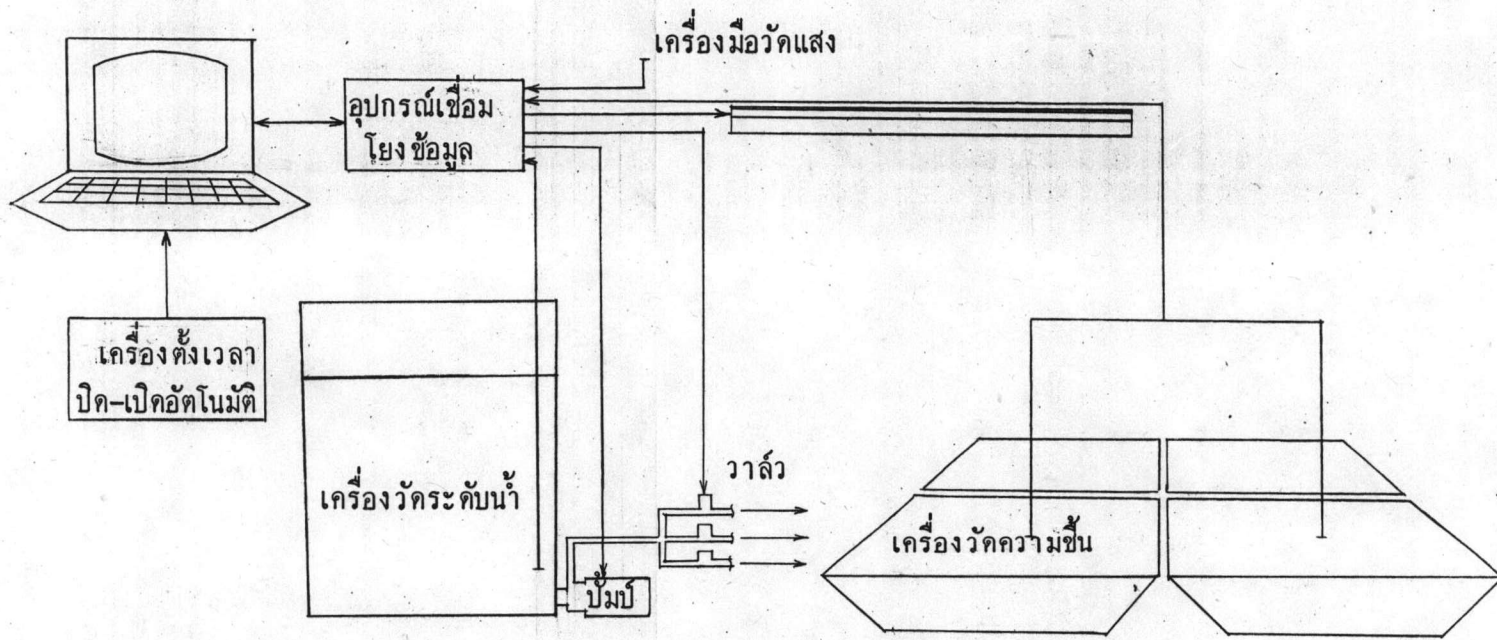 เครื่องมือวัดแสง
อุปกรณ์เชื่อม
โยงข้อมูล
เครื่องตั้งเวลา
ปิด-เปิดอัตโนมัติ
วาล์ว
เครื่องวัดระดับน้ำ
เครื่องวัดความชื้น
ปั๊มป์